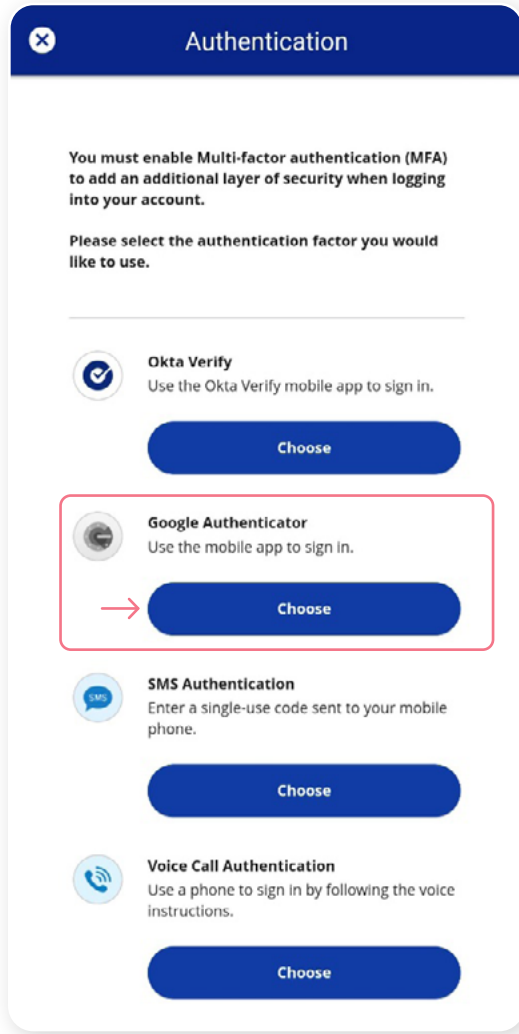 Authentication
You must enable Multi-factor authentication (MFA)
to add an additional layer of security when logging
into your account.
Please select the authentication factor you would
like to use.
Okta Verify
Use the Okta Verify mobile app to sign in.
Choose
Google Authenticator
Use the mobile app to sign in.
Choose
SMS
SMS Authentication
Enter a single-use code sent to your mobile
phone.
Choose
Voice Call Authentication
Use a phone to sign in by following the voice
instructions.
Choose